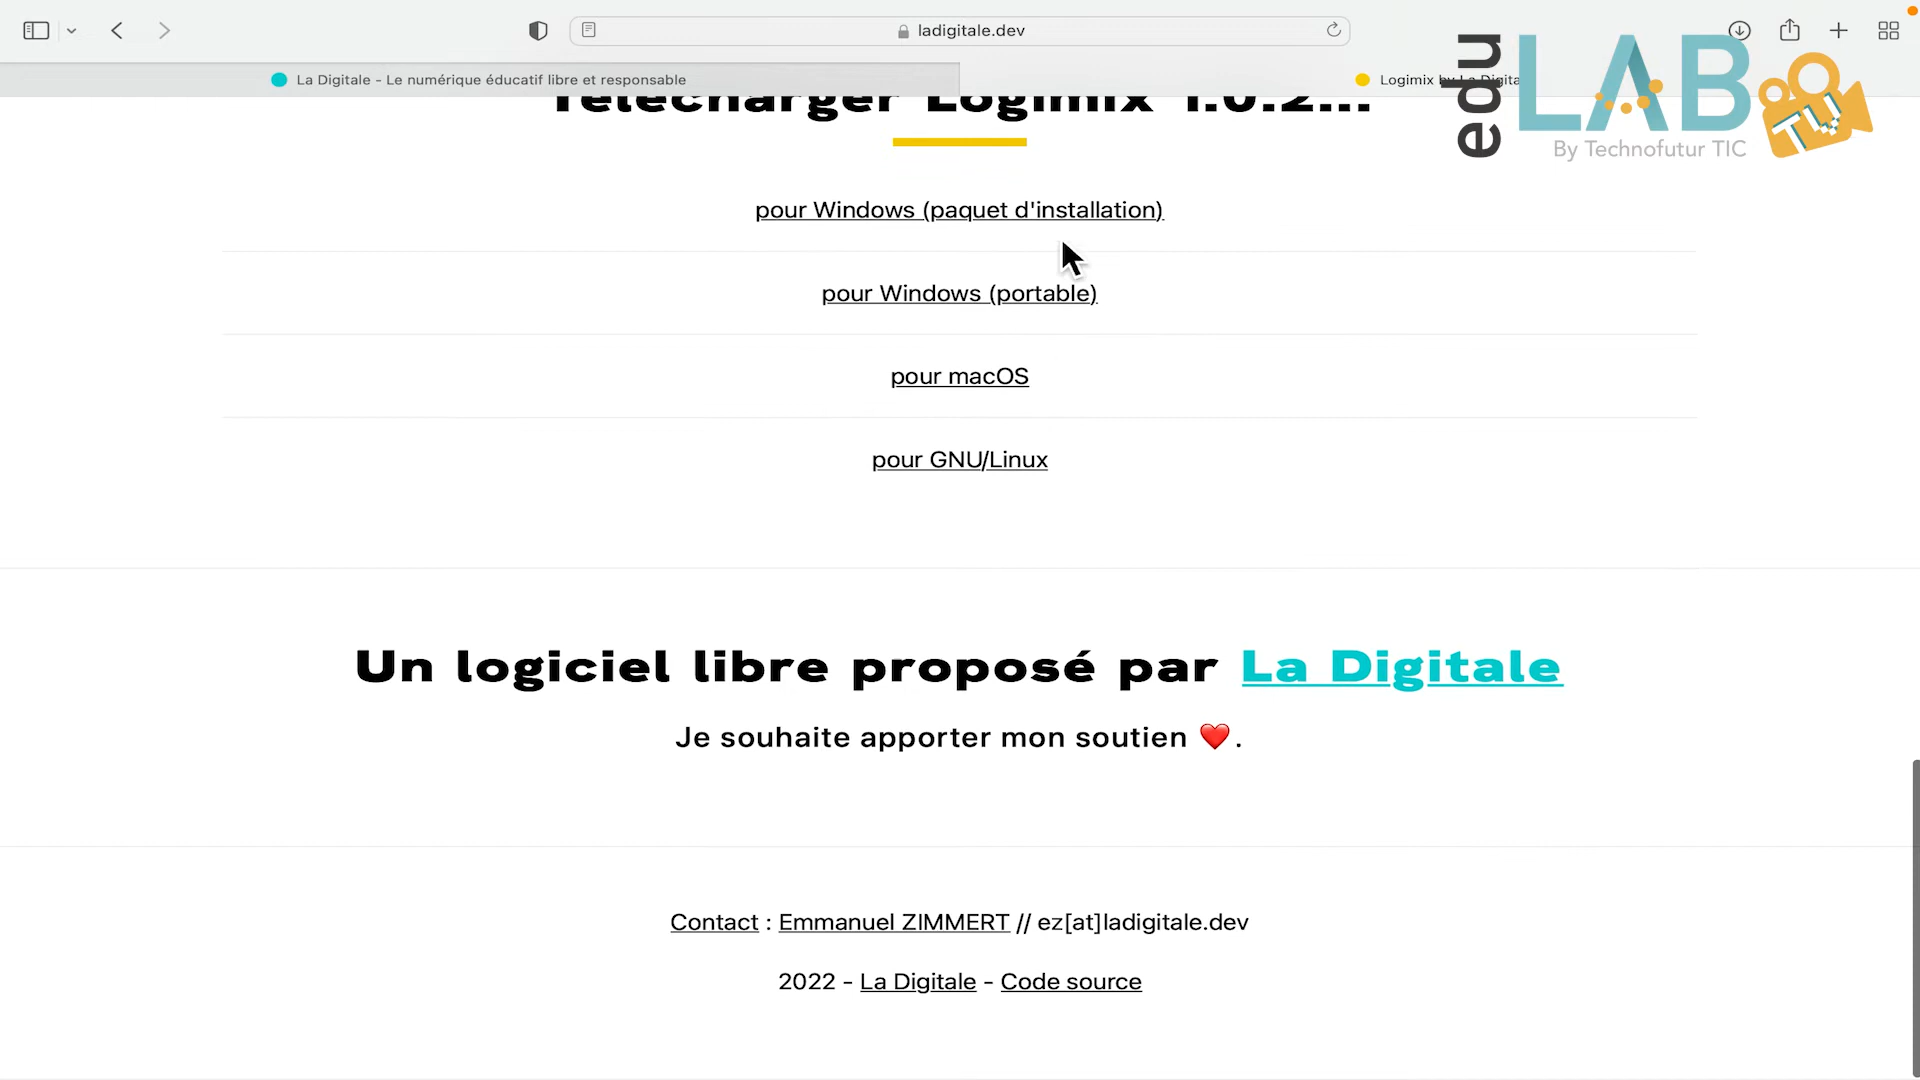 ladigitale.dev
La Digitale - Le numérique éducatif libre et responsable
Logimix by La Digita
edu LAB TV
By Technofutur TIC
Télécharger Logimix 1.0.2...
pour Windows (paquet d'installation)
pour Windows (portable)
pour macOS
pour GNU/Linux
Un logiciel libre proposé par La Digitale
Je souhaite apporter mon soutien ❤️.
Contact : Emmanuel ZIMMERT // ez[at]ladigitale.dev
2022 - La Digitale - Code source